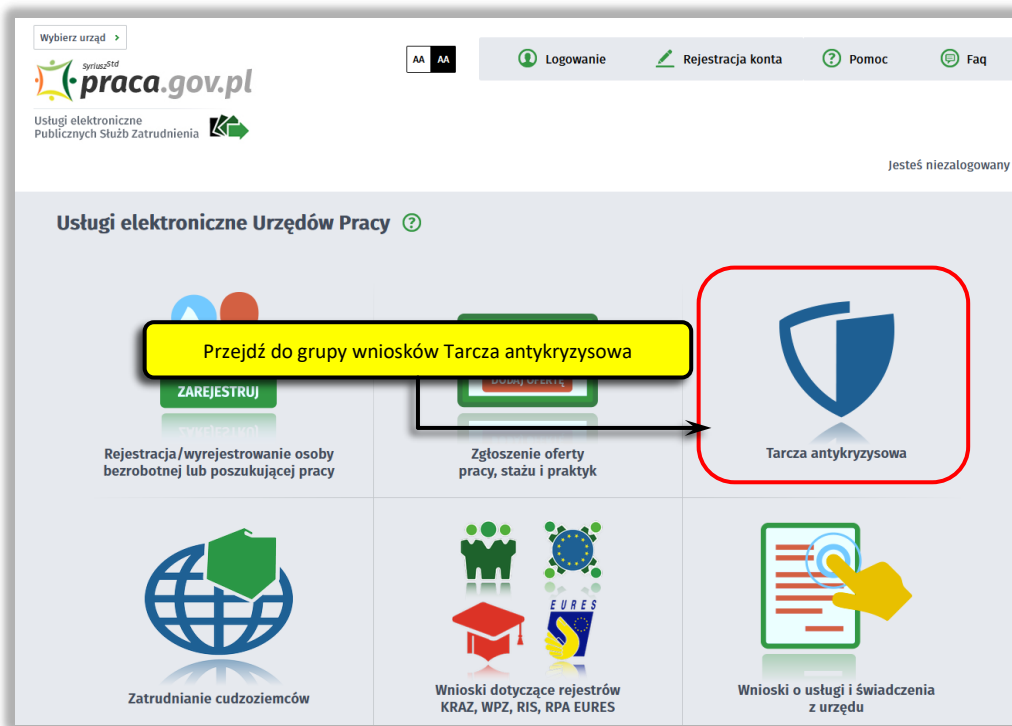 Wybierz urząd >
AA AA
Logowanie
Rejestracja konta
Pomoc
Faq
SyriuszStd
praca.gov.pl
Usługi elektroniczne
Publicznych Służb Zatrudnienia
Jesteś niezalogowany
Usługi elektroniczne Urzędów Pracy ?
Przejdź do grupy wniosków Tarcza antykryzysowa
ZAREJESTRUJ
DODAJ OFERTĘ
Rejestracja/wyrejestrowanie osoby
bezrobotnej lub poszukującej pracy
Zgłoszenie oferty
pracy, stażu i praktyk
Tarcza antykryzysowa
EURES
Zatrudnianie cudzoziemców
Wnioski dotyczące rejestrów
KRAZ, WPZ, RIS, RPA EURES
Wnioski o usługi i świadczenia
z urzędu